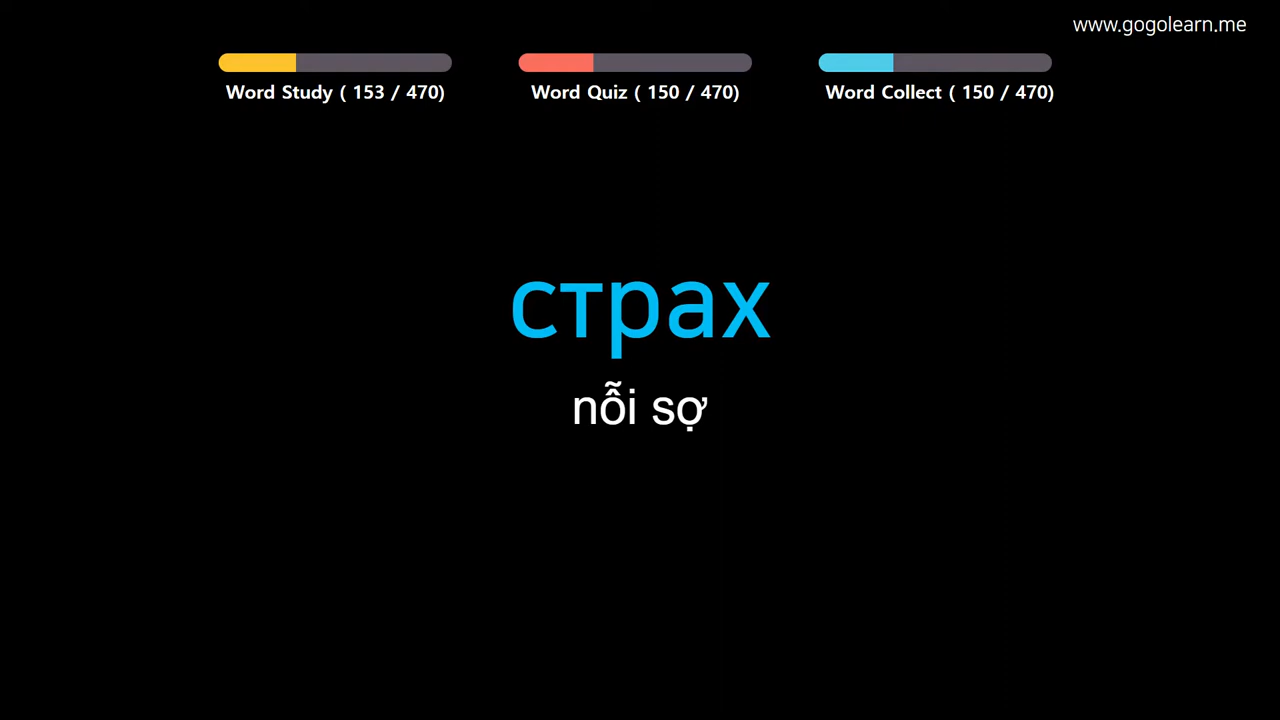 www.gogolearn.me
Word Study ( 153 / 470)
Word Quiz ( 150 / 470)
Word Collect ( 150 / 470)
страх
nỗi sợ